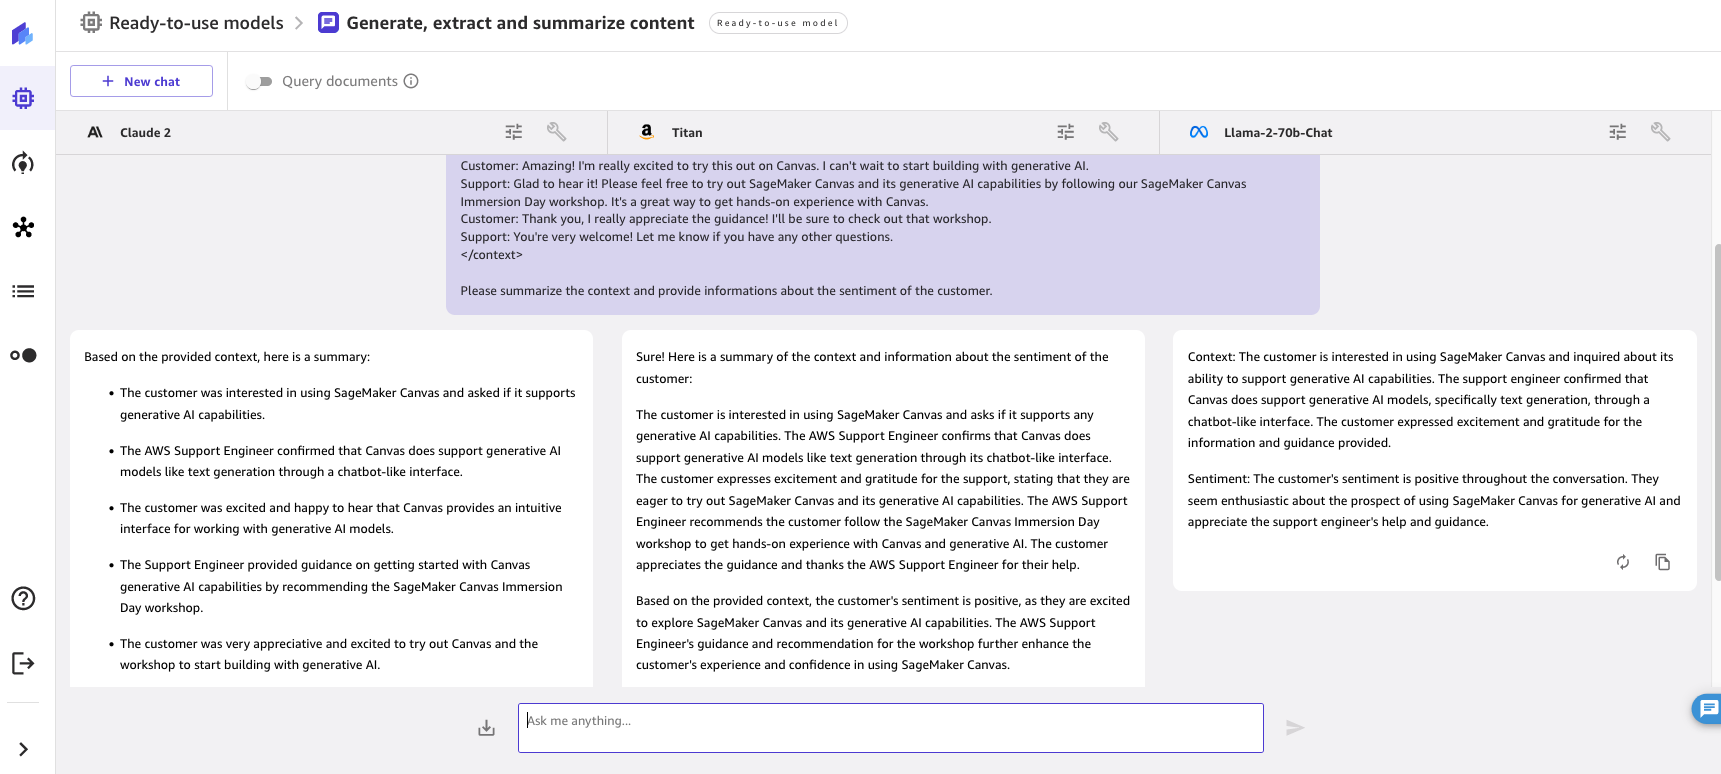 Ready-to-use models
Generate, extract and summarize content
Ready-to-use model
New chat
Query documents
Claude 2
Titan
Llama-2-70b-Chat
Customer: Amazing! I'm really excited to try this out on Canvas. I can't wait to start building with generative AI.
Support: Glad to hear it! Please feel free to try out SageMaker Canvas and its generative AI capabilities by following our SageMaker Canvas
Immersion Day workshop. It's a great way to get hands-on experience with Canvas.
Customer: Thank you, I really appreciate the guidance! I'll be sure to check out that workshop.
Support: You're very welcome! Let me know if you have any other questions.
</context>
Please summarize the context and provide informations about the sentiment of the customer.
Based on the provided context, here is a summary:
• The customer was interested in using SageMaker Canvas and asked if it supports
generative AI capabilities.
• The AWS Support Engineer confirmed that Canvas does support generative AI
models like text generation through a chatbot-like interface.
• The customer was excited and happy to hear that Canvas provides an intuitive
interface for working with generative AI models.
• The Support Engineer provided guidance on getting started with Canvas
generative AI capabilities by recommending the SageMaker Canvas Immersion
Day workshop.
• The customer was very appreciative and excited to try out Canvas and the
workshop to start building with generative AI.
Sure! Here is a summary of the context and information about the sentiment of the
customer:
The customer is interested in using SageMaker Canvas and asks if it supports any
generative AI capabilities. The AWS Support Engineer confirms that Canvas does
support generative AI models like text generation through its chatbot-like interface.
The customer expresses excitement and gratitude for the support, stating that they are
eager to try out SageMaker Canvas and its generative AI capabilities. The AWS Support
Engineer recommends the customer follow the SageMaker Canvas Immersion Day
workshop to get hands-on experience with Canvas and generative AI. The customer
appreciates the guidance and thanks the AWS Support Engineer for their help.
Based on the provided context, the customer's sentiment is positive, as they are excited
to explore SageMaker Canvas and its generative AI capabilities. The AWS Support
Engineer's guidance and recommendation for the workshop further enhance the
customer's experience and confidence in using SageMaker Canvas.
Context: The customer is interested in using SageMaker Canvas and inquired about its
ability to support generative AI capabilities. The support engineer confirmed that
Canvas does support generative AI models, specifically text generation, through a
chatbot-like interface. The customer expressed excitement and gratitude for the
information and guidance provided.
Sentiment: The customer's sentiment is positive throughout the conversation. They
seem enthusiastic about the prospect of using SageMaker Canvas for generative AI and
appreciate the support engineer's help and guidance.
Ask me anything...